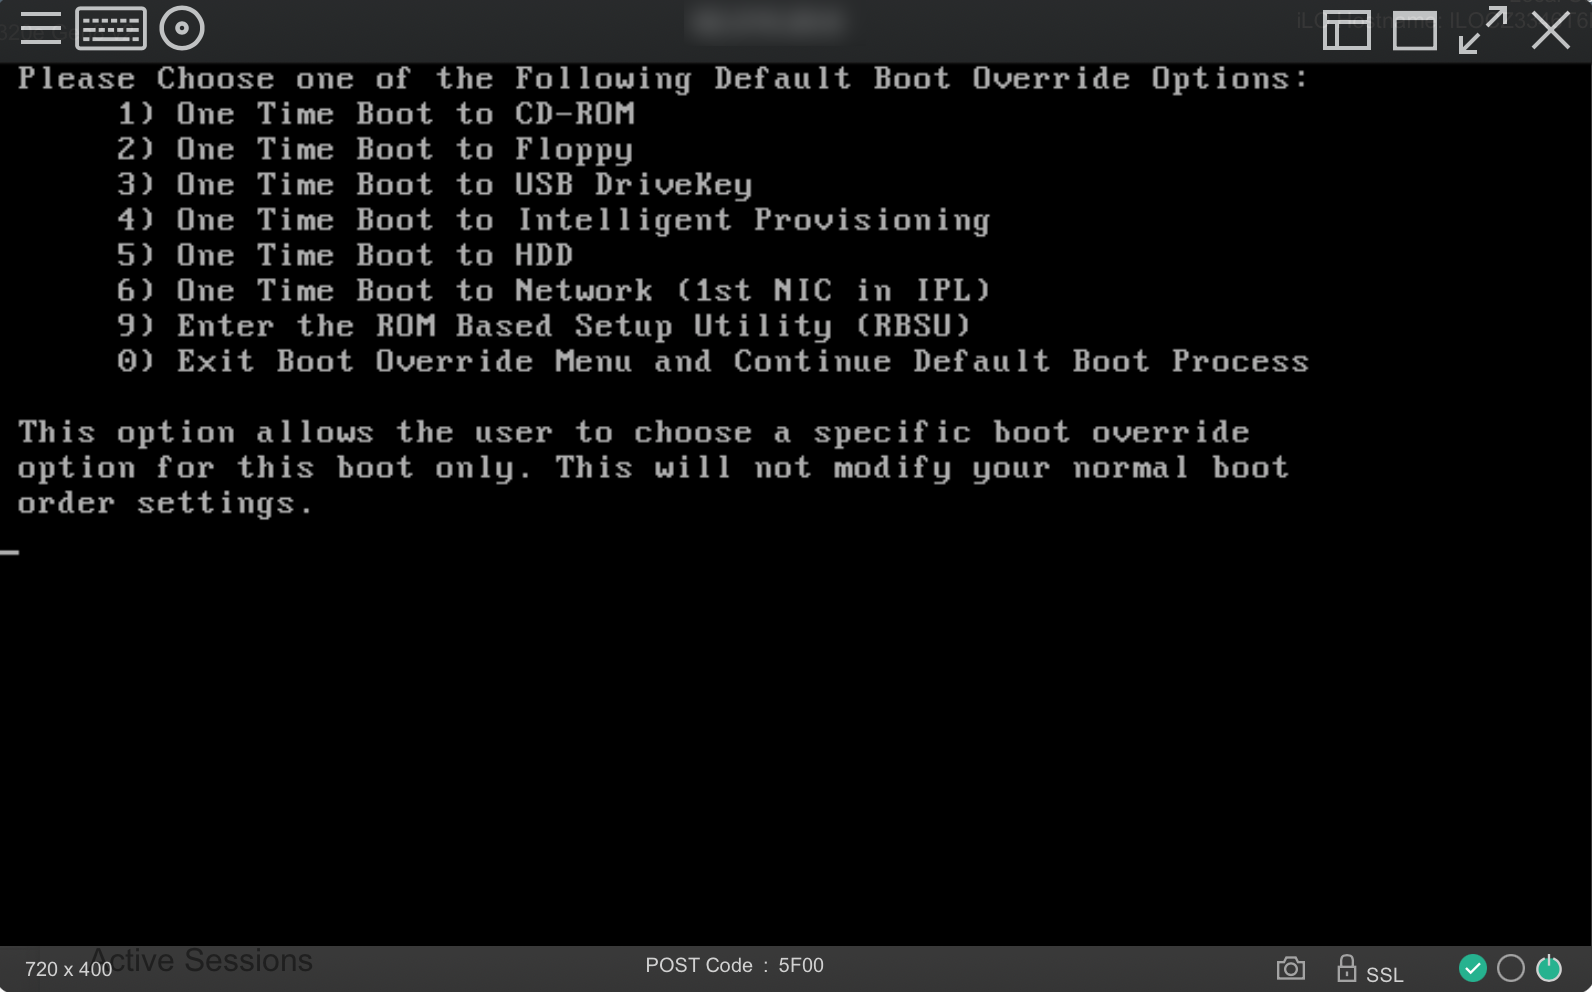 Please Choose one of the Following Default Boot Override Options:
1) One Time Boot to CD-ROM
2) One Time Boot to Floppy
3) One Time Boot to USB DriveKey
4) One Time Boot to Intelligent Provisioning
5) One Time Boot to HDD
6) One Time Boot to Network (1st NIC in IPL)
9) Enter the ROM Based Setup Utility (RBSU)
0) Exit Boot Override Menu and Continue Default Boot Process
This option allows the user to choose a specific boot override
option for this boot only. This will not modify your normal boot
order settings.
_
Active Sessions
720 x 400
POST Code : 5F00
SSL